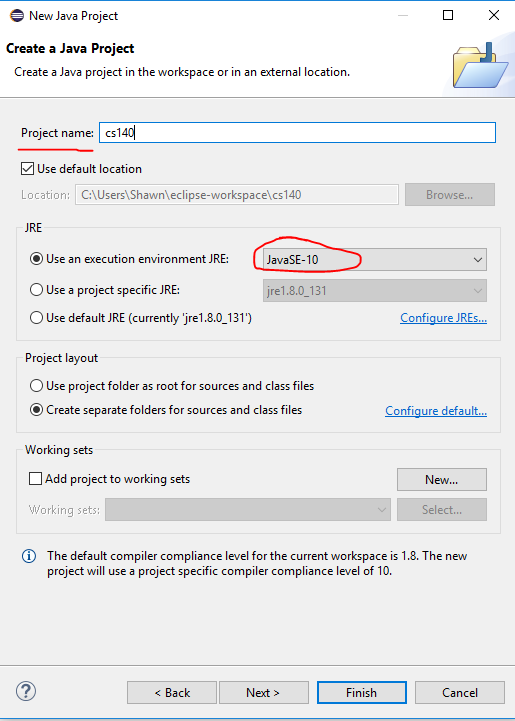 New Java Project
Create a Java Project
Create a Java project in the workspace or in an external location.
Project name: cs140
Use default location
Location: C:\Users\Shawn\eclipse-workspace\cs140 Browse...
JRE
Use an execution environment JRE: JavaSE-10
Use a project specific JRE: jre1.8.0_131
Use default JRE (currently 'jre1.8.0_131') Configure JREs...
Project layout
Use project folder as root for sources and class files
Create separate folders for sources and class files Configure default...
Working sets
Add project to working sets New...
Working sets: Select...
The default compiler compliance level for the current workspace is 1.8. The new
project will use a project specific compiler compliance level of 10.
? < Back Next > Finish Cancel